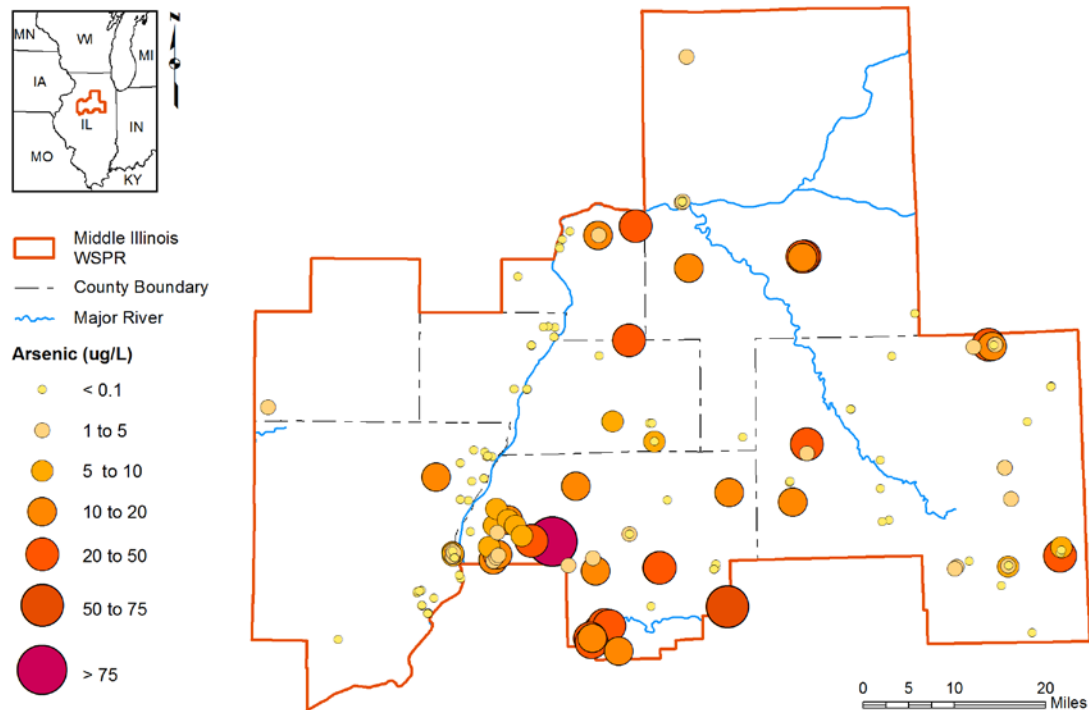 N
MN
WI
MI
IA
IL
IN
MO
KY
Middle Illinois
WSPR
County Boundary
Major River
Arsenic (ug/L)
< 0.1
1 to 5
5 to 10
10 to 20
20 to 50
50 to 75
> 75
0 5 10 20
Miles